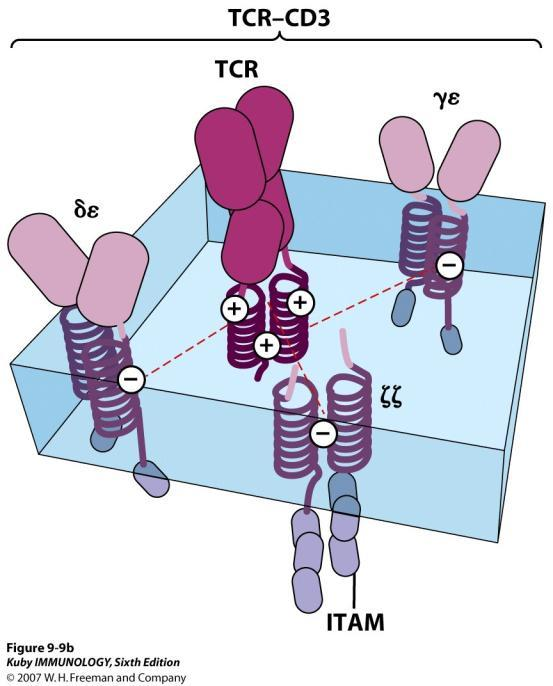 TCR–CD3
TCR
γε
δε
+
+
+
−
−
−
ζζ
ITAM
Figure 9-9b
Kuby IMMUNOLOGY, Sixth Edition
© 2007 W. H. Freeman and Company